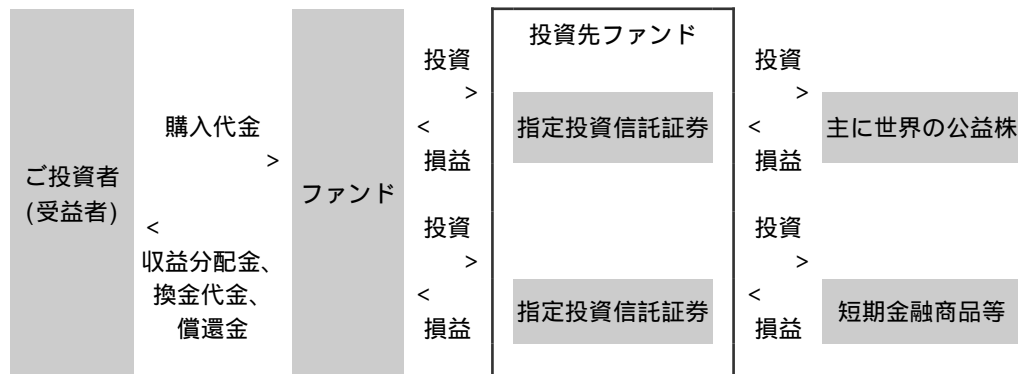 ご投資者
(受益者)
購入代金
>
<
収益分配金、
換金代金、
償還金
ファンド
投資
>
<
損益
投資
>
<
損益
投資先ファンド
指定投資信託証券
指定投資信託証券
投資
>
<
損益
投資
>
<
損益
主に世界の公益株
短期金融商品等